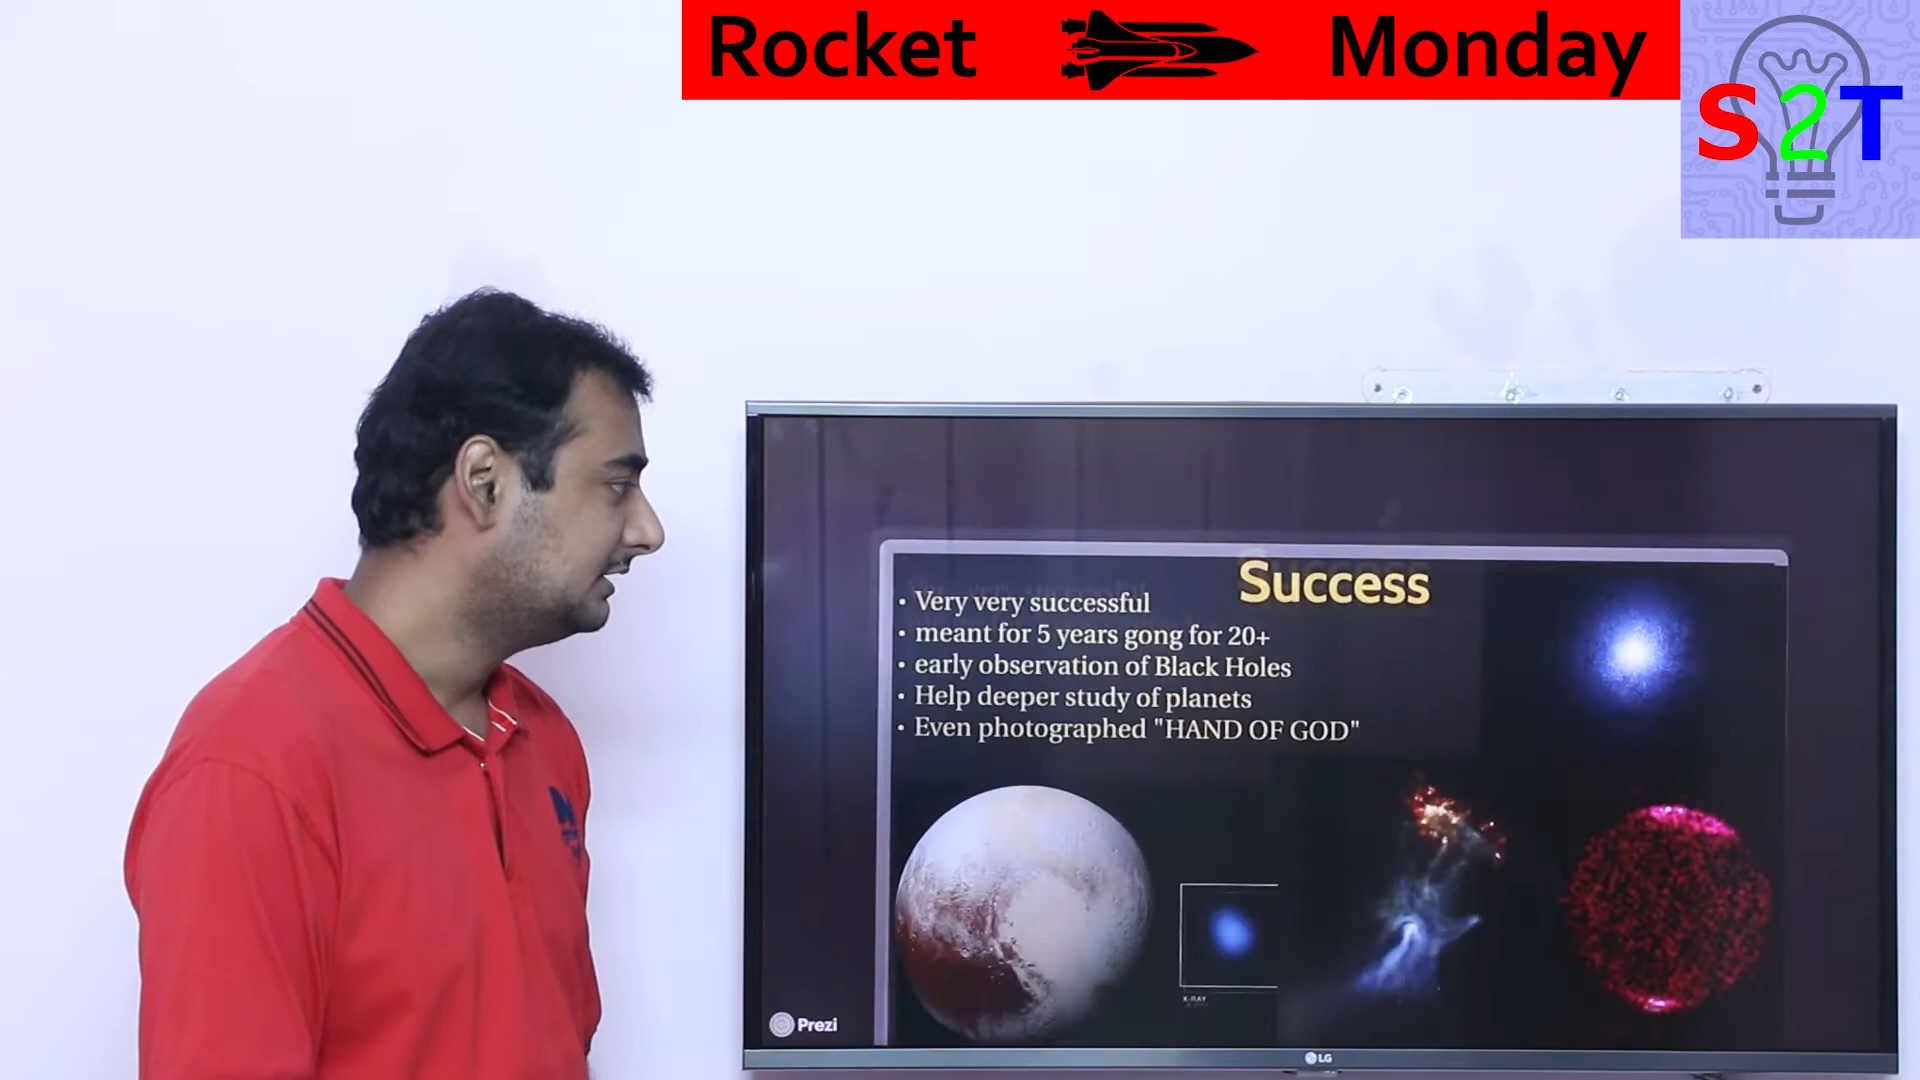 Rocket Monday
S2T
Success
• Very very successful
• meant for 5 years gong for 20+
• early observation of Black Holes
• Help deeper study of planets
• Even photographed "HAND OF GOD"
X-RAY
Prezi
LG